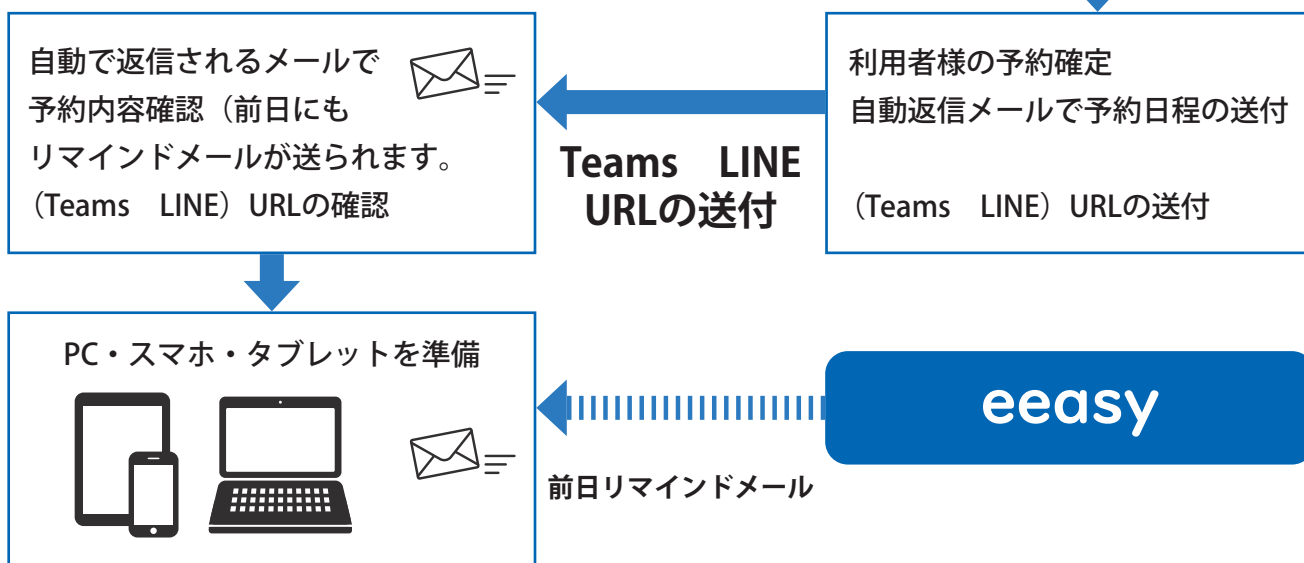 自動で返信されるメールで
予約内容確認（前日にも
リマインドメールが送られます。
（Teams　LINE）URLの確認
Teams　LINE
URLの送付
利用者様の予約確定
自動返信メールで予約日程の送付
（Teams　LINE）URLの送付
PC・スマホ・タブレットを準備
前日リマインドメール
eeasy